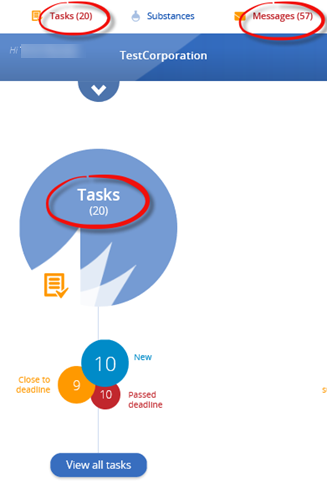 Tasks (20)
Substances
Messages (57)
Hi
TestCorporation
Tasks
(20)
10
New
Close to
deadline
9
10
Passed
deadline
View all tasks